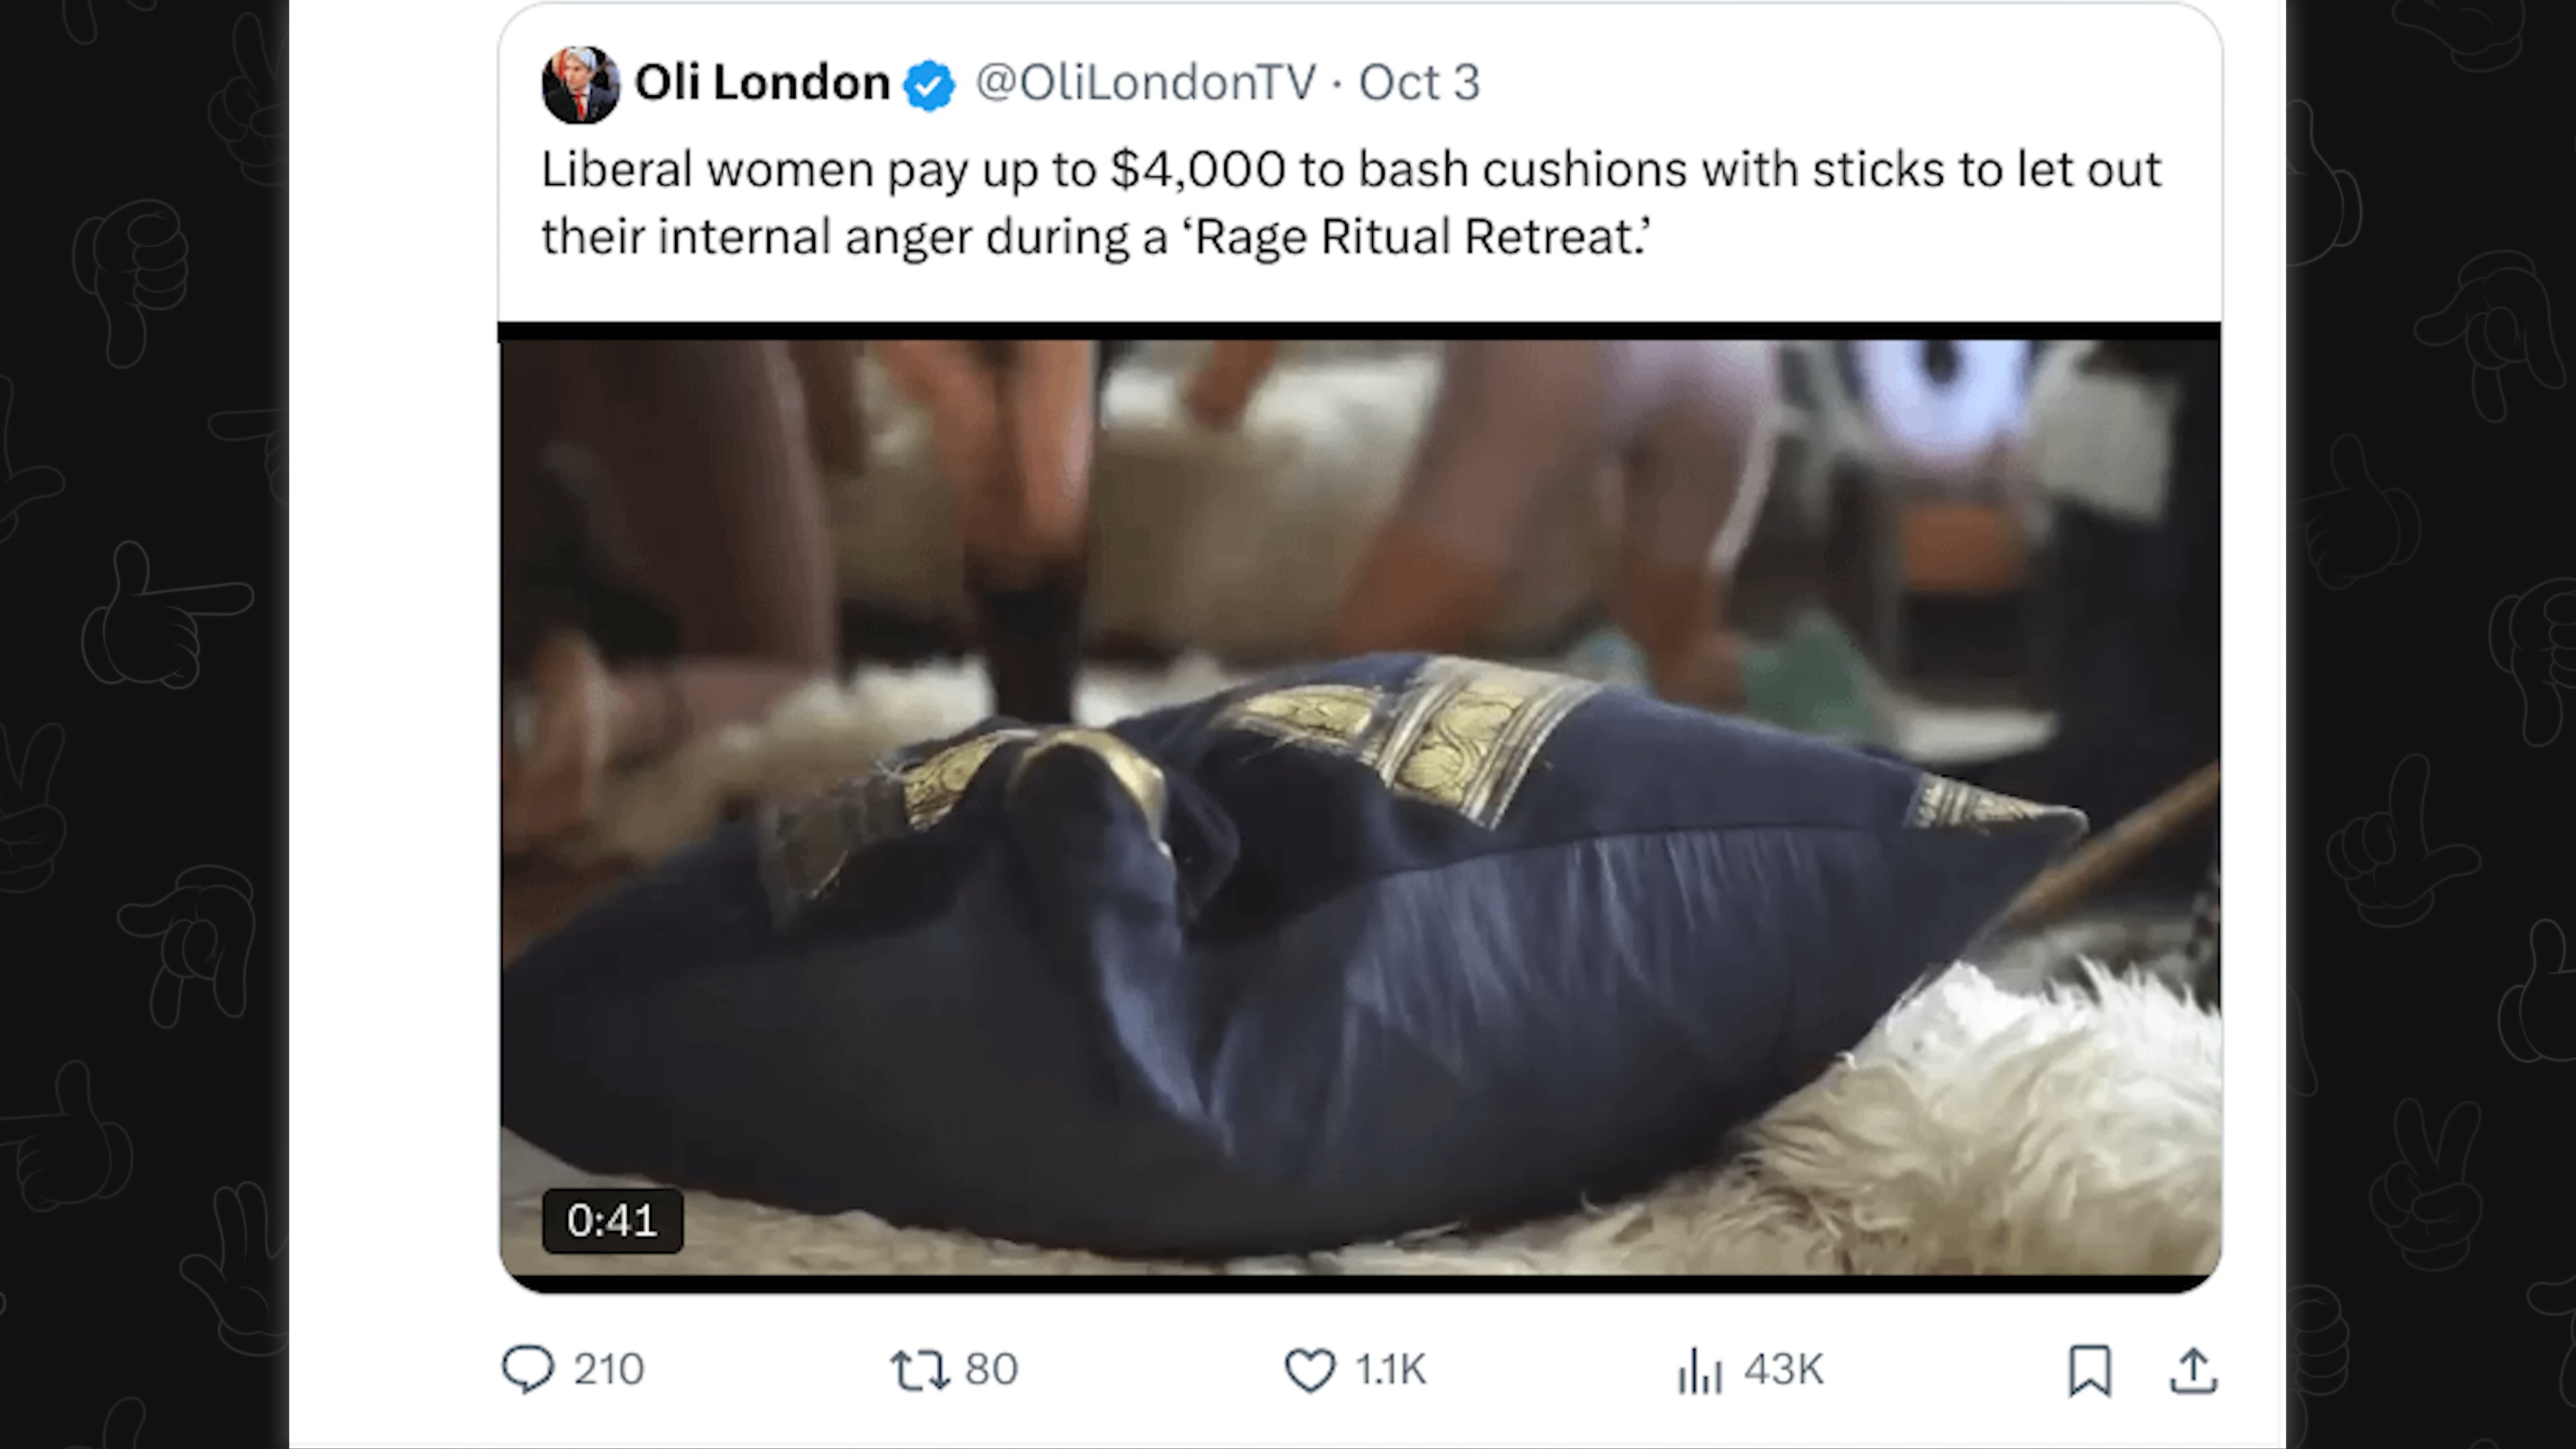 Oli London @OliLondonTV · Oct 3
Liberal women pay up to $4,000 to bash cushions with sticks to let out
their internal anger during a ‘Rage Ritual Retreat.’
0:41
210 80 1.1K 43K